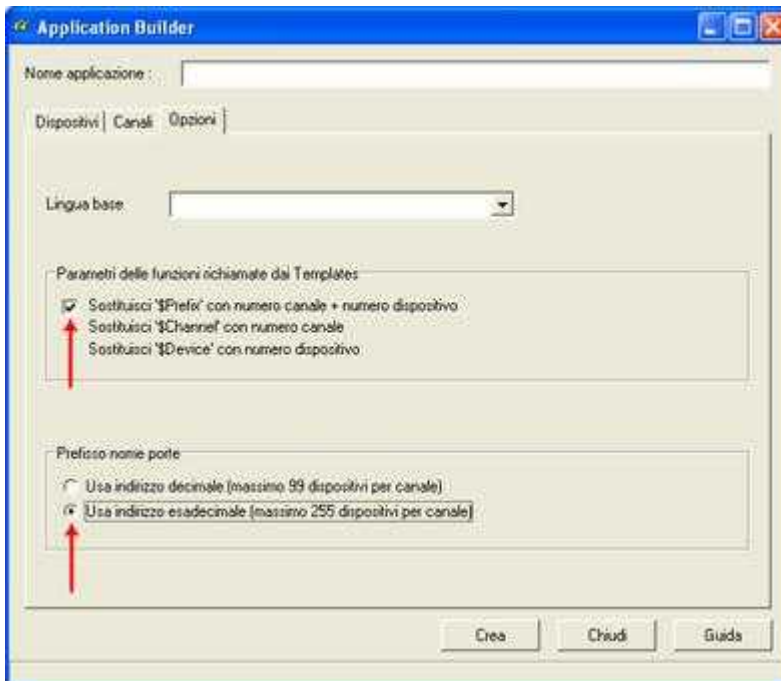 Application Builder
Nome applicazione :
Dispositivi Canali Opzioni
Lingua base
Parametri delle funzioni richiamate dai Templates
Sostituisci '$Prefix' con numero canale + numero dispositivo
Sostituisci '$Channel' con numero canale
Sostituisci '$Device' con numero dispositivo
Prefisso nome porte
Usa indirizzo decimale (massimo 99 dispositivi per canale)
Usa indirizzo esadecimale (massimo 255 dispositivi per canale)
Crea Chiudi Guida